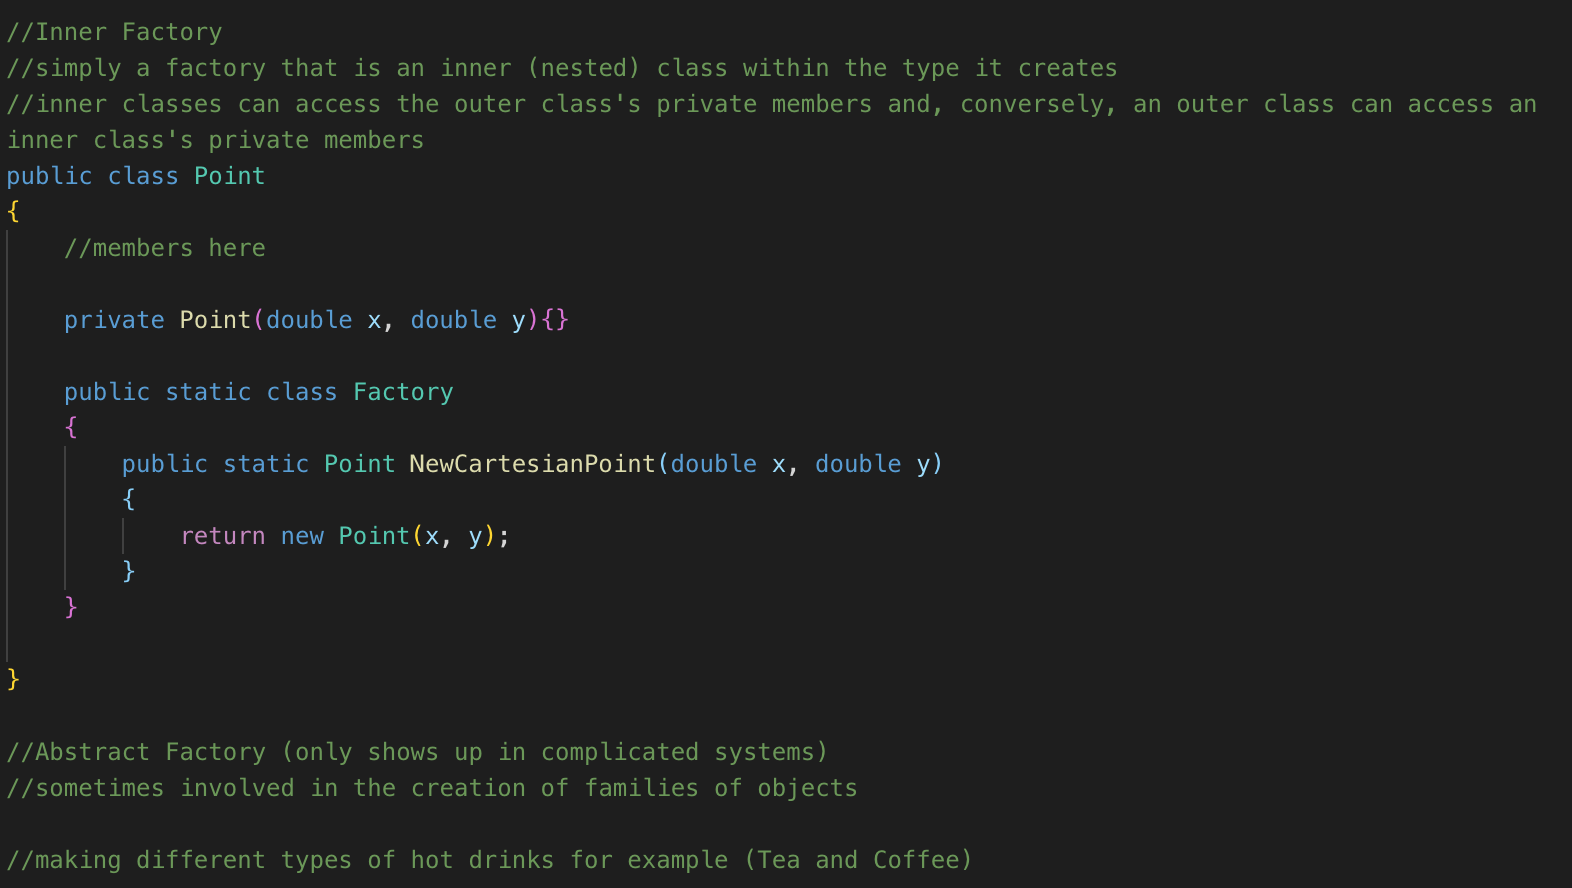 //Inner Factory
//simply a factory that is an inner (nested) class within the type it creates
//inner classes can access the outer class's private members and, conversely, an outer class can access an
inner class's private members
public class Point
{
    //members here
    private Point(double x, double y){}
    public static class Factory
    {
        public static Point NewCartesianPoint(double x, double y)
        {
            return new Point(x, y);
        }
    }
}
//Abstract Factory (only shows up in complicated systems)
//sometimes involved in the creation of families of objects
//making different types of hot drinks for example (Tea and Coffee)